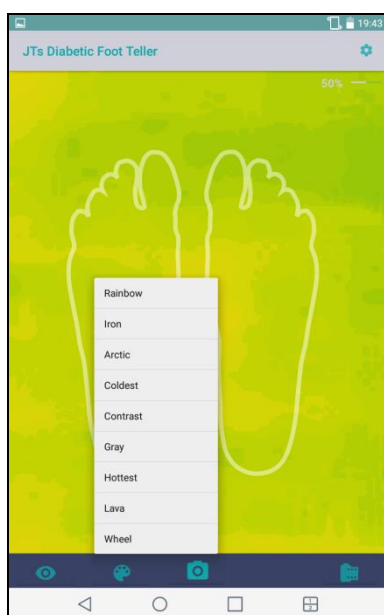 19:43
JTs Diabetic Foot Teller
50%
Rainbow
Iron
Arctic
Coldest
Contrast
Gray
Hottest
Lava
Wheel